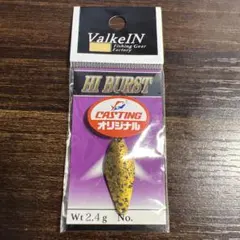 ValkeIN
Fishing Gear
Factory
HI BURST
CASTING
オリジナル
Wt 2.4g No.